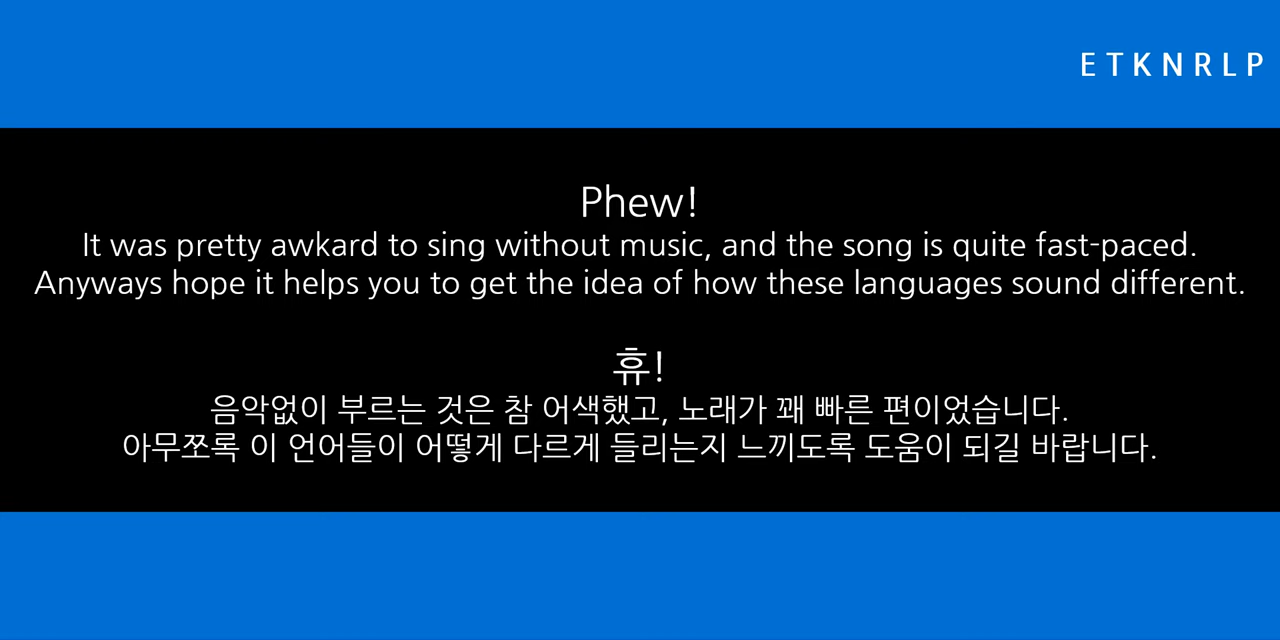 E T K N R L P
Phew!
It was pretty awkard to sing without music, and the song is quite fast-paced.
Anyways hope it helps you to get the idea of how these languages sound different.
휴!
음악없이 부르는 것은 참 어색했고, 노래가 꽤 빠른 편이었습니다.
아무쪼록 이 언어들이 어떻게 다르게 들리는지 느끼도록 도움이 되길 바랍니다.